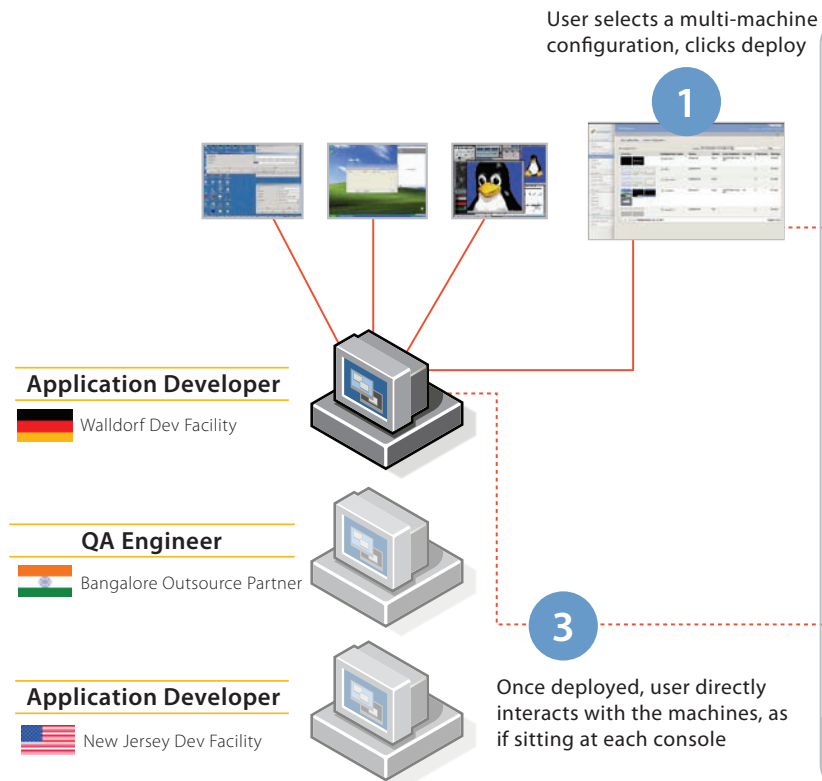 User selects a multi-machine
configuration, clicks deploy
1
Application Developer
Walldorf Dev Facility
QA Engineer
Bangalore Outsource Partner
3
Application Developer
New Jersey Dev Facility
Once deployed, user directly
interacts with the machines, as
if sitting at each console